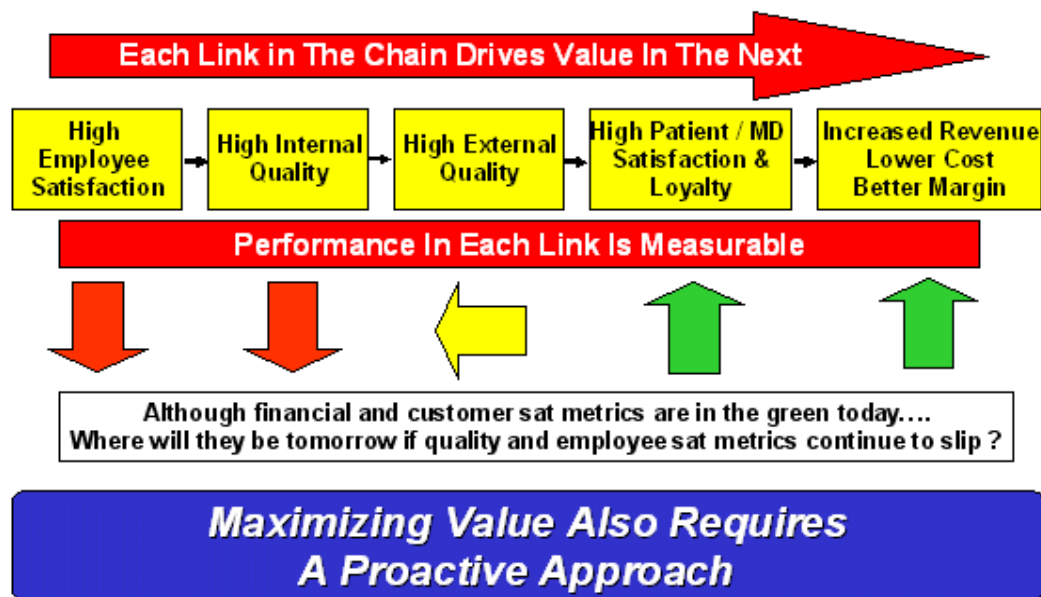 Each Link in The Chain Drives Value In The Next
High
Employee
Satisfaction
High Internal
Quality
High External
Quality
High Patient / MD
Satisfaction &
Loyalty
Increased Revenue
Lower Cost
Better Margin
Performance In Each Link Is Measurable
Although financial and customer sat metrics are in the green today....
Where will they be tomorrow if quality and employee sat metrics continue to slip ?
Maximizing Value Also Requires
A Proactive Approach